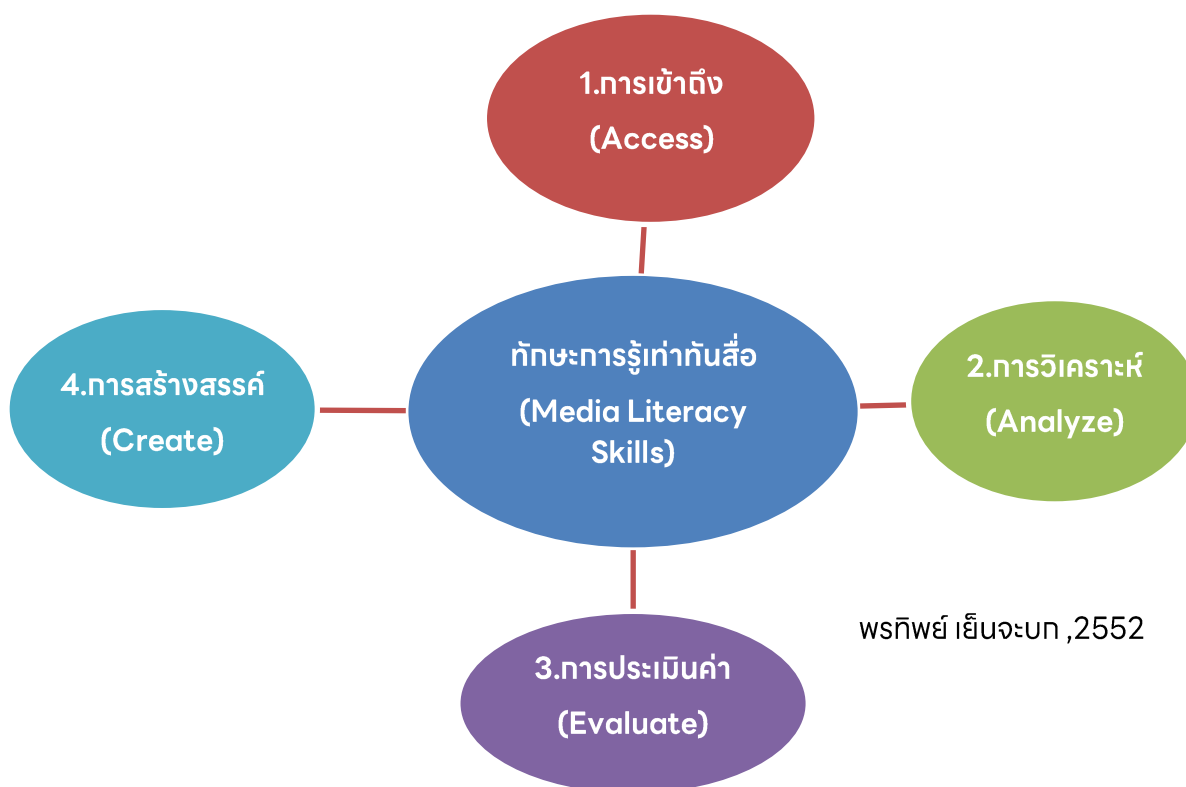 1.การเข้าถึง
(Access)
ทักษะการรู้เท่าทันสื่อ
(Media Literacy
Skills)
2.การวิเคราะห์
(Analyze)
4.การสร้างสรรค์
(Create)
3.การประเมินค่า
(Evaluate)
พรทิพย์ เย็นจะบก ,2552